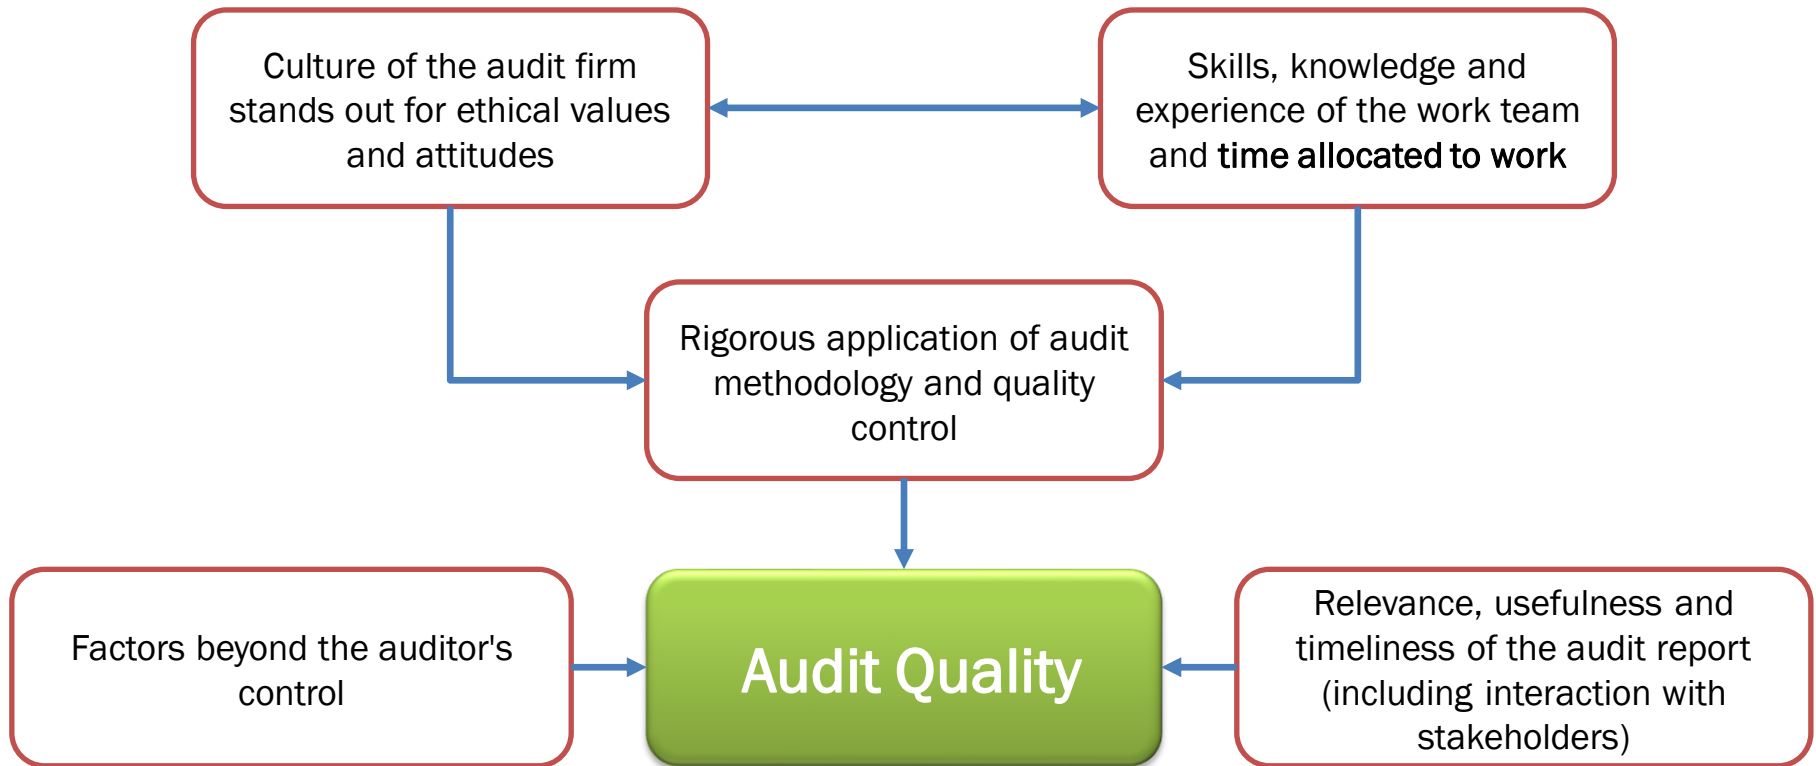 Culture of the audit firm
stands out for ethical values
and attitudes
Skills, knowledge and
experience of the work team
and time allocated to work
Rigorous application of audit
methodology and quality
control
Factors beyond the auditor's
control
Audit Quality
Relevance, usefulness and
timeliness of the audit report
(including interaction with
stakeholders)